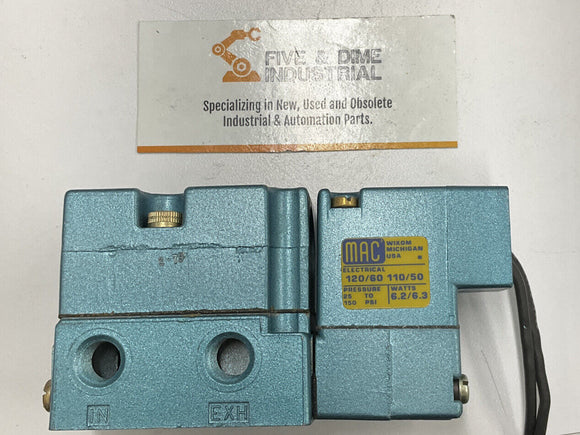 FIVE & DIME
INDUSTRIAL
Specializing in New, Used and Obsolete
Industrial & Automation Parts.
MAC
WIXOM
MICHIGAN
USA
ELECTRICAL
120/60 110/50
PRESSURE
25 TO
150 PSI
WATTS
6.2/6.3
IN
EXH